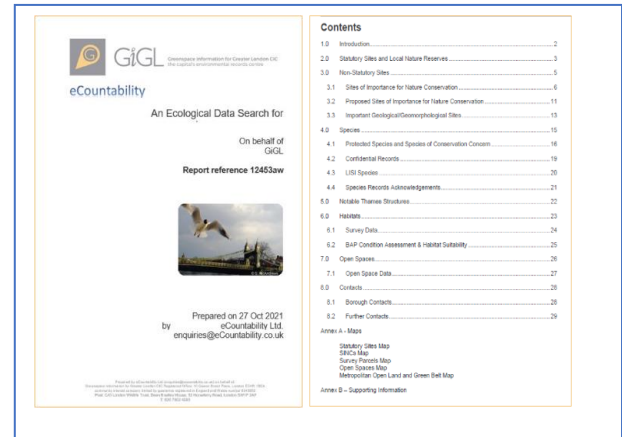 GiGL
Greenspace Information for Greater London CIC
the capital's environmental records centre
eCountability
An Ecological Data Search for
On behalf of
GiGL
Report reference 12453aw
Prepared on 27 Oct 2021
by eCountability Ltd.
enquiries@eCountability.co.uk
Contents
1.0 Introduction 2
2.0 Statutory Sites and Local Nature Reserves 3
3.0 Non-Statutory Sites 5
3.1 Sites of Importance for Nature Conservation 6
3.2 Proposed Sites of Importance for Nature Conservation 11
3.3 Important Geological/Geomorphological Sites 13
4.0 Species 15
4.1 Protected Species and Species of Conservation Concern 16
4.2 Confidential Records 19
4.3 LISI Species 20
4.4 Species Records Acknowledgements 21
5.0 Notable Thames Structures 22
6.0 Habitats 23
6.1 Survey Data 24
6.2 BAP Condition Assessment & Habitat Suitability 25
7.0 Open Spaces 26
7.1 Open Space Data 27
8.0 Contacts 28
8.1 Borough Contacts 28
8.2 Further Contacts 29
Annex A - Maps
Statutory Sites Map
SINCs Map
Survey Parcels Map
Open Spaces Map
Metropolitan Open Land and Green Belt Map
Annex B – Supporting Information